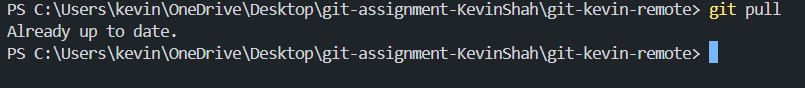 PS C:\Users\kevin\OneDrive\Desktop\git-assignment-KevinShah\git-kevin-remote> git pull
Already up to date.
PS C:\Users\kevin\OneDrive\Desktop\git-assignment-KevinShah\git-kevin-remote>